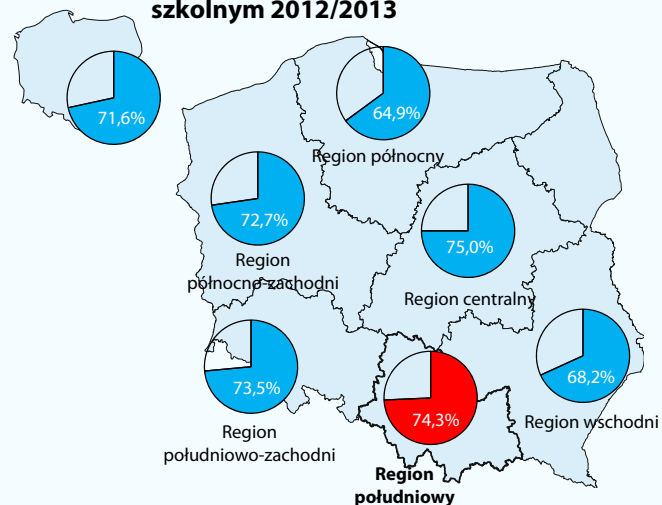 szkolnym 2012/2013
71,6%
64,9%
Region północny
72,7%
Region
północno-zachodni
75,0%
Region centralny
73,5%
Region
południowo-zachodni
74,3%
Region
południowy
68,2%
Region wschodni